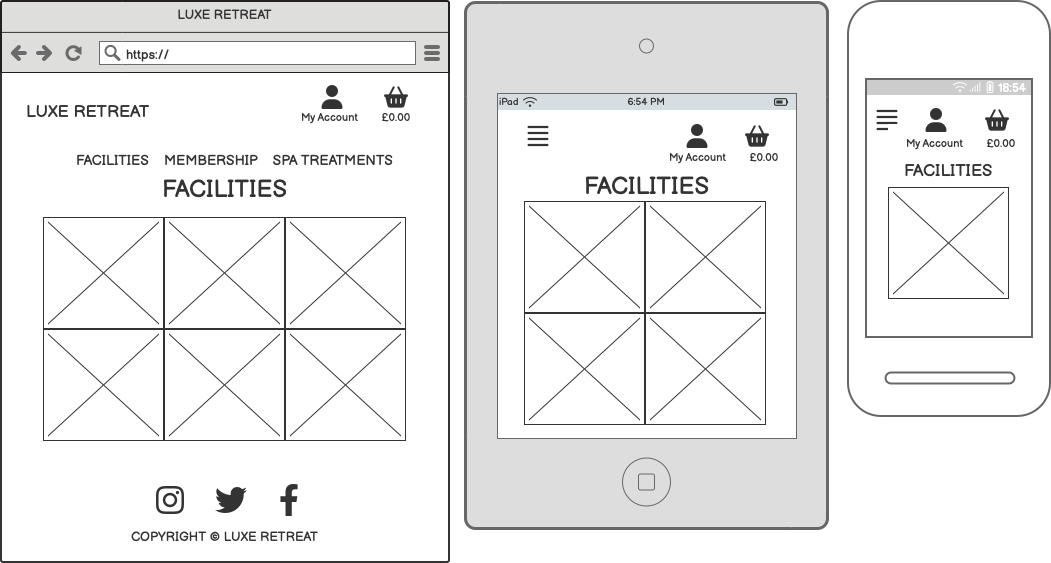 LUXE RETREAT
https://
LUXE RETREAT
My Account £0.00
FACILITIES MEMBERSHIP SPA TREATMENTS
FACILITIES
COPYRIGHT © LUXE RETREAT
iPad 6:54 PM
My Account £0.00
FACILITIES
18:54
My Account £0.00
FACILITIES